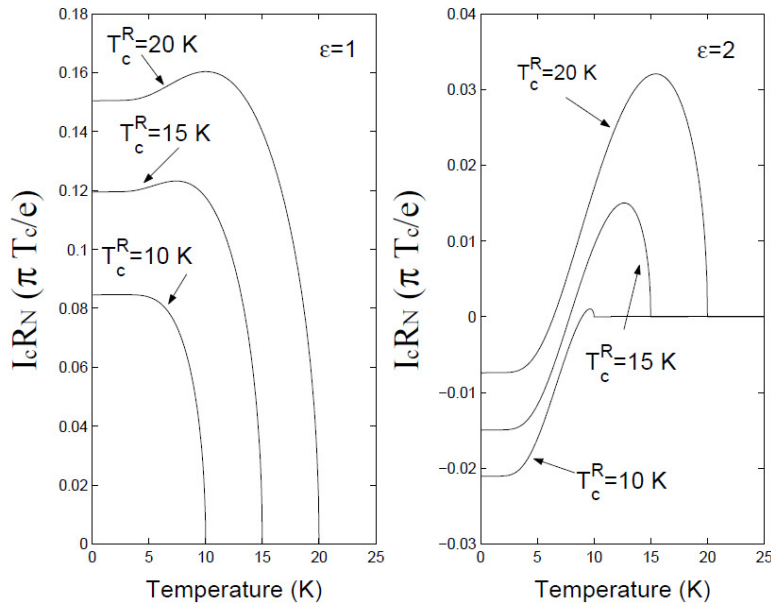 0.18
0.16
0.14
0.12
0.1
0.08
0.06
0.04
0.02
0
I_cR_N (π T_c/e)
T_c^R=20 K
ε=1
T_c^R=15 K
T_c^R=10 K
0 5 10 15 20 25
Temperature (K)
0.04
0.03
0.02
0.01
0
−0.01
−0.02
−0.03
I_cR_N (π T_c/e)
ε=2
T_c^R=20 K
T_c^R=15 K
T_c^R=10 K
0 5 10 15 20 25
Temperature (K)